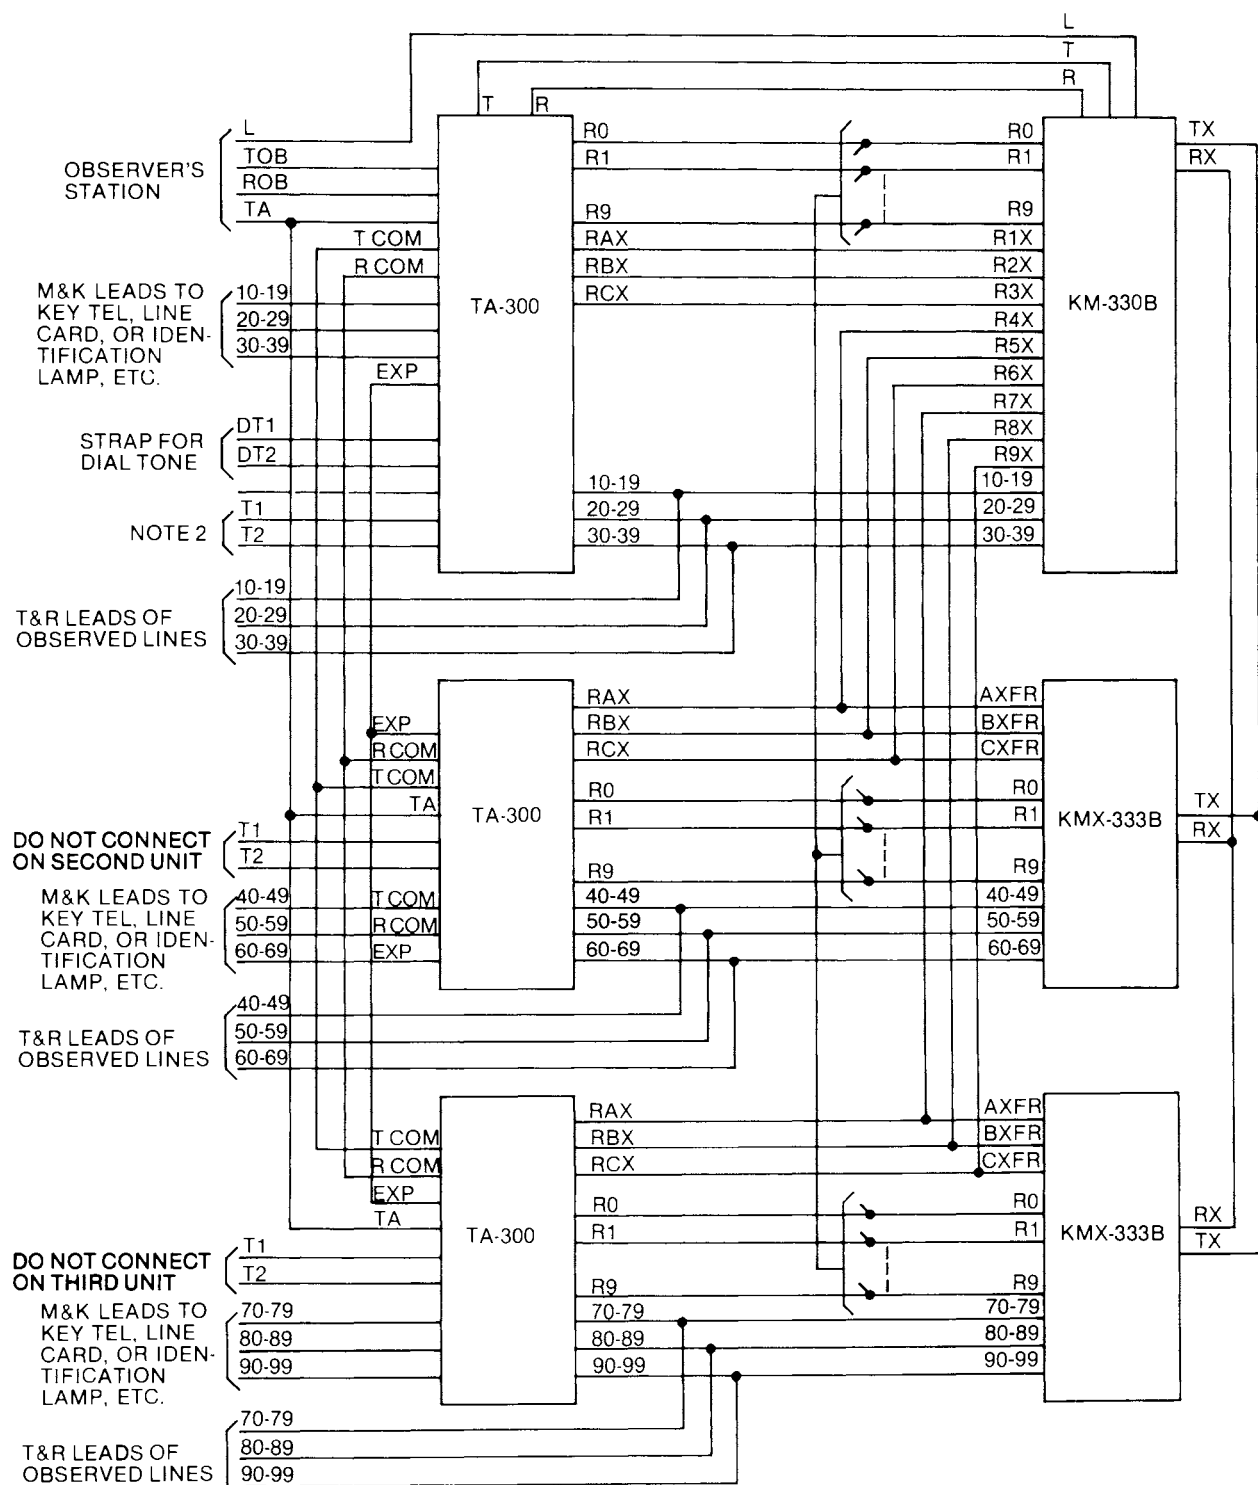 L
T
R
T R
L
TOB
ROB
TA
OBSERVER'S
STATION
T COM
R COM
M&K LEADS TO
KEY TEL, LINE
CARD, OR IDEN-
TIFICATION
LAMP, ETC.
10-19
20-29
30-39
EXP
STRAP FOR
DIAL TONE
DT1
DT2
NOTE 2
T1
T2
T&R LEADS OF
OBSERVED LINES
10-19
20-29
30-39
TA-300
R0
R1
R9
RAX
RBX
RCX
10-19
20-29
30-39
R0
R1
R9
R1X
R2X
R3X
R4X
R5X
R6X
R7X
R8X
R9X
10-19
20-29
30-39
KM-330B
TX
RX
EXP
R COM
T COM
TA
DO NOT CONNECT
ON SECOND UNIT
T1
T2
M&K LEADS TO
KEY TEL, LINE
CARD, OR IDEN-
TIFICATION
LAMP, ETC.
40-49
50-59
60-69
T COM
R COM
EXP
T&R LEADS OF
OBSERVED LINES
40-49
50-59
60-69
TA-300
RAX
RBX
RCX
R0
R1
R9
40-49
50-59
60-69
AXFR
BXFR
CXFR
R0
R1
R9
40-49
50-59
60-69
KMX-333B
TX
RX
T COM
R COM
EXP
TA
DO NOT CONNECT
ON THIRD UNIT
T1
T2
M&K LEADS TO
KEY TEL, LINE
CARD, OR IDEN-
TIFICATION
LAMP, ETC.
70-79
80-89
90-99
T&R LEADS OF
OBSERVED LINES
70-79
80-89
90-99
TA-300
RAX
RBX
RCX
R0
R1
R9
70-79
80-89
90-99
AXFR
BXFR
CXFR
R0
R1
R9
70-79
80-89
90-99
KMX-333B
RX
TX